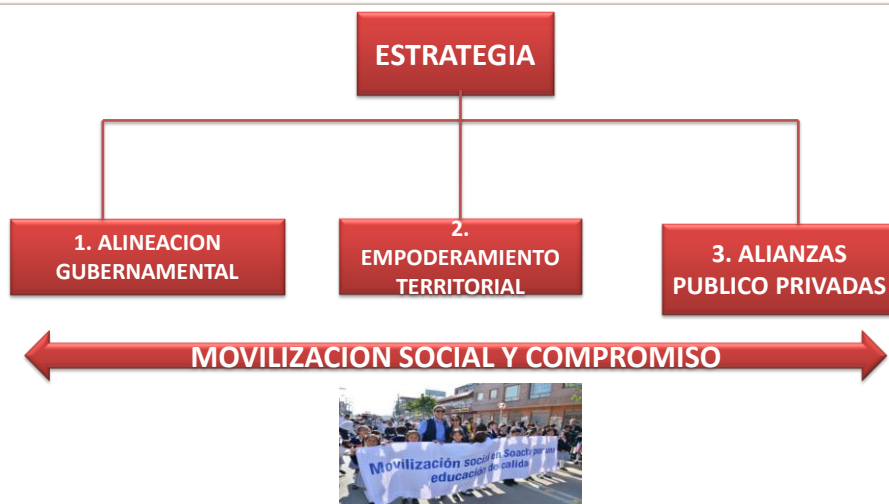 ESTRATEGIA
1. ALINEACION
GUBERNAMENTAL
2.
EMPODERAMIENTO
TERRITORIAL
3. ALIANZAS
PUBLICO PRIVADAS
MOVILIZACION SOCIAL Y COMPROMISO
Movilización social en Soacha por una
educación de calidad